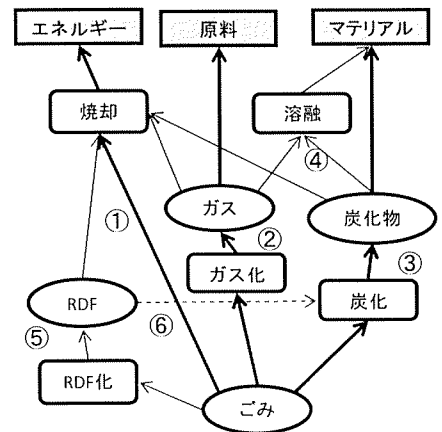 エネルギー
原料
マテリアル
焼却
溶融
④
①
ガス
炭化物
②
ガス化
③
炭化
RDF
⑤
⑥
RDF化
ごみ